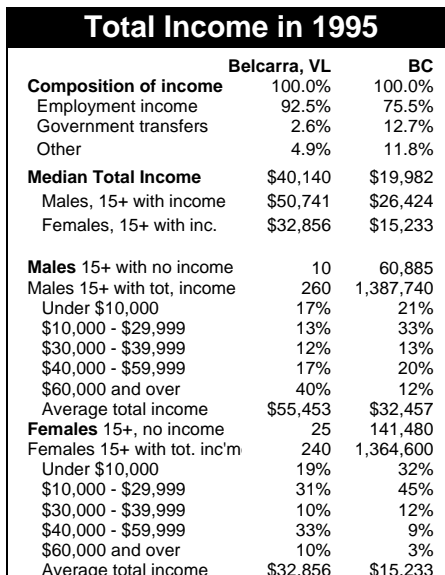 Total Income in 1995
Belcarra, VL BC
Composition of income 100.0% 100.0%
Employment income 92.5% 75.5%
Government transfers 2.6% 12.7%
Other 4.9% 11.8%
Median Total Income $40,140 $19,982
Males, 15+ with income $50,741 $26,424
Females, 15+ with inc. $32,856 $15,233
Males 15+ with no income 10 60,885
Males 15+ with tot, income 260 1,387,740
Under $10,000 17% 21%
$10,000 - $29,999 13% 33%
$30,000 - $39,999 12% 13%
$40,000 - $59,999 17% 20%
$60,000 and over 40% 12%
Average total income $55,453 $32,457
Females 15+, no income 25 141,480
Females 15+ with tot. inc'm 240 1,364,600
Under $10,000 19% 32%
$10,000 - $29,999 31% 45%
$30,000 - $39,999 10% 12%
$40,000 - $59,999 33% 9%
$60,000 and over 10% 3%
Average total income $32,856 $15,233